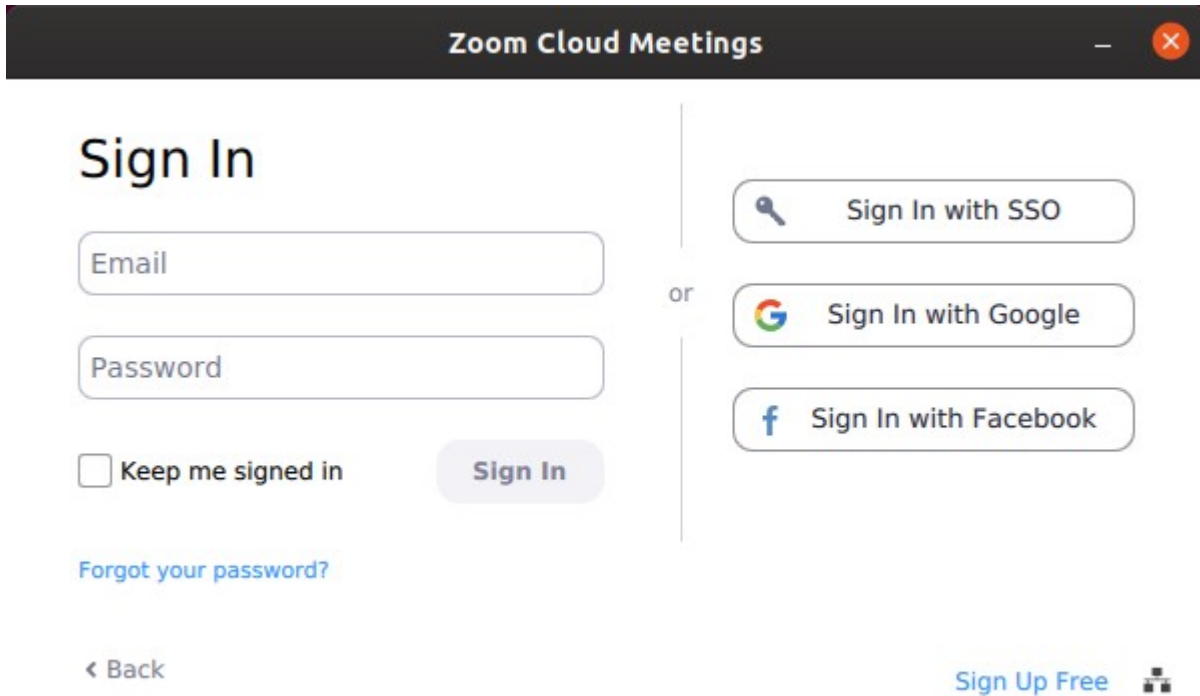 Zoom Cloud Meetings
Sign In
Email
Password
Keep me signed in
Sign In
Forgot your password?
Back
or
Sign In with SSO
Sign In with Google
Sign In with Facebook
Sign Up Free